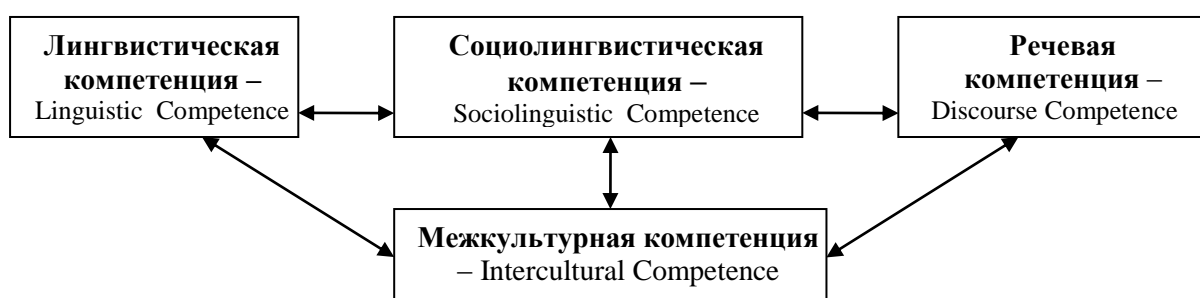 Лингвистическая
компетенция –
Linguistic Competence
Социолингвистическая
компетенция –
Sociolinguistic Competence
Речевая
компетенция –
Discourse Competence
Межкультурная компетенция
– Intercultural Competence